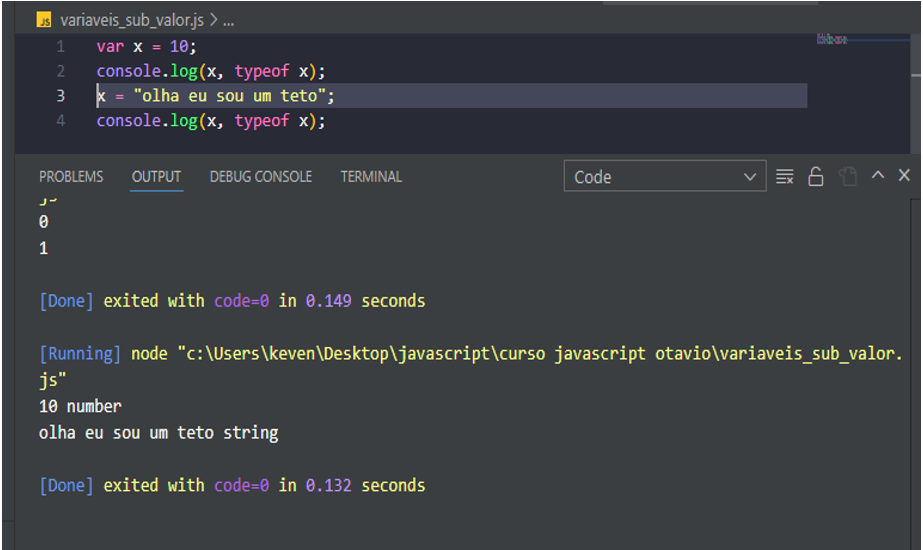 JS variaveis_sub_valor.js > ...
1 var x = 10;
2 console.log(x, typeof x);
3 x = "olha eu sou um teto";
4 console.log(x, typeof x);
PROBLEMS OUTPUT DEBUG CONSOLE TERMINAL Code
0
1
[Done] exited with code=0 in 0.149 seconds
[Running] node "c:\Users\keven\Desktop\javascript\curso javascript otavio\variaveis_sub_valor.
js"
10 number
olha eu sou um teto string
[Done] exited with code=0 in 0.132 seconds